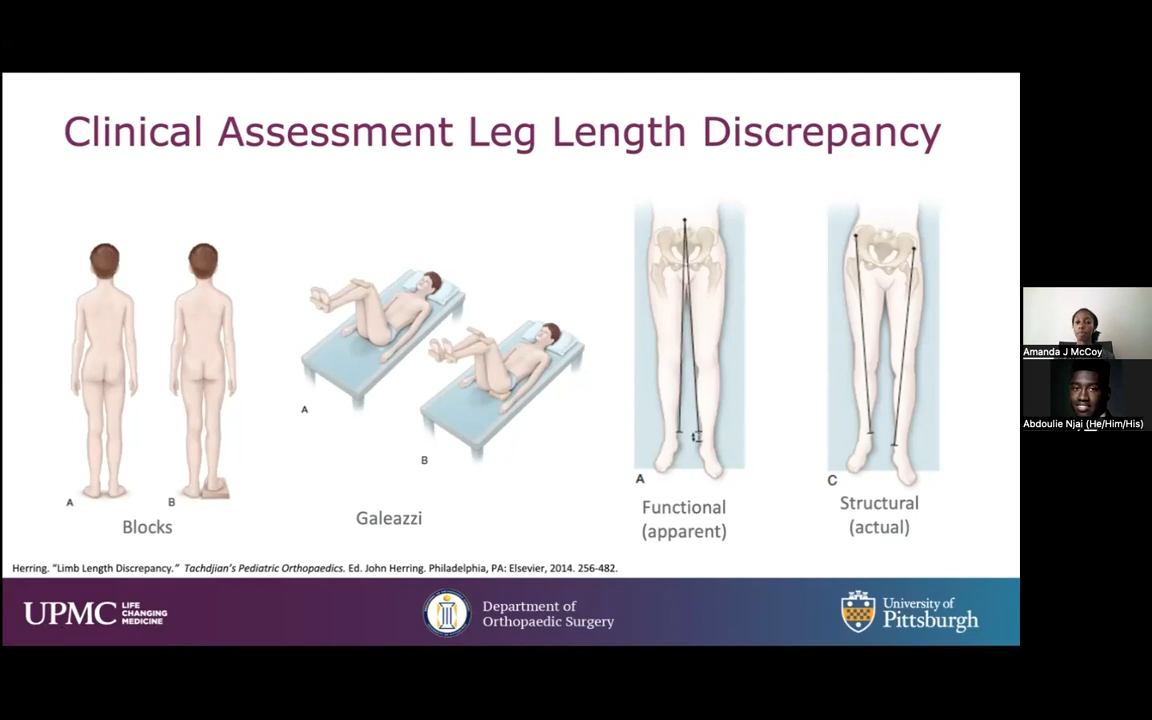 Clinical Assessment Leg Length Discrepancy
A
B
Blocks
A
B
Galeazzi
A
Functional
(apparent)
C
Structural
(actual)
Herring. “Limb Length Discrepancy.” Tachdjian’s Pediatric Orthopaedics. Ed. John Herring. Philadelphia, PA: Elsevier, 2014. 256-482.
UPMC
LIFE
CHANGING
MEDICINE
Department of
Orthopaedic Surgery
University of
Pittsburgh
Amanda J McCoy
Abdoulie Njai (He/Him/His)